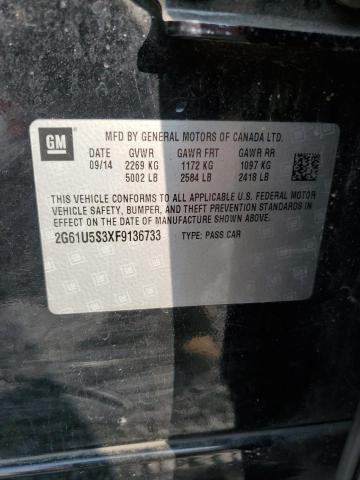 GM
MFD BY GENERAL MOTORS OF CANADA LTD.
DATE GVWR GAWR FRT GAWR RR
09/14 2269 KG 1172 KG 1097 KG
5002 LB 2584 LB 2418 LB
THIS VEHICLE CONFORMS TO ALL APPLICABLE U.S. FEDERAL MOTOR
VEHICLE SAFETY, BUMPER, AND THEFT PREVENTION STANDARDS IN
EFFECT ON THE DATE OF MANUFACTURE SHOWN ABOVE.
2G61U5S3XF9136733 TYPE: PASS CAR